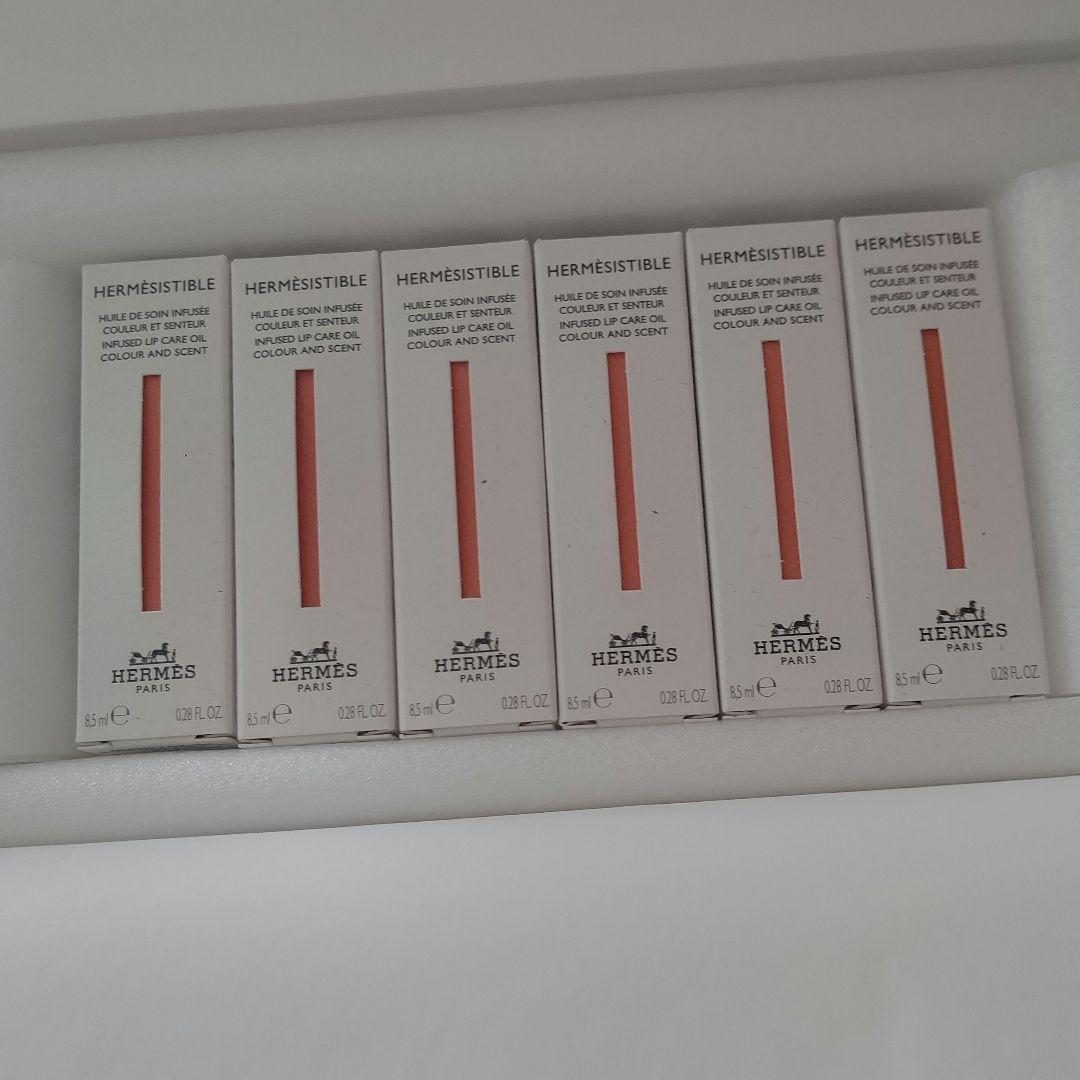 HERMÈSISTIBLE
HUILE DE SOIN INFUSÉE
COULEUR ET SENTEUR
INFUSED LIP CARE OIL
COLOUR AND SCENT
HERMÈS
PARIS
8.5 ml e
0.28 FL OZ.
HERMÈSISTIBLE
HUILE DE SOIN INFUSÉE
COULEUR ET SENTEUR
INFUSED LIP CARE OIL
COLOUR AND SCENT
HERMÈS
PARIS
8.5 ml e
0.28 FL OZ.
HERMÈSISTIBLE
HUILE DE SOIN INFUSÉE
COULEUR ET SENTEUR
INFUSED LIP CARE OIL
COLOUR AND SCENT
HERMÈS
PARIS
8.5 ml e
0.28 FL OZ.
HERMÈSISTIBLE
HUILE DE SOIN INFUSÉE
COULEUR ET SENTEUR
INFUSED LIP CARE OIL
COLOUR AND SCENT
HERMÈS
PARIS
8.5 ml e
0.28 FL OZ.
HERMÈSISTIBLE
HUILE DE SOIN INFUSÉE
COULEUR ET SENTEUR
INFUSED LIP CARE OIL
COLOUR AND SCENT
HERMÈS
PARIS
8.5 ml e
0.28 FL OZ.
HERMÈSISTIBLE
HUILE DE SOIN INFUSÉE
COULEUR ET SENTEUR
INFUSED LIP CARE OIL
COLOUR AND SCENT
HERMÈS
PARIS
8.5 ml e
0.28 FL OZ.